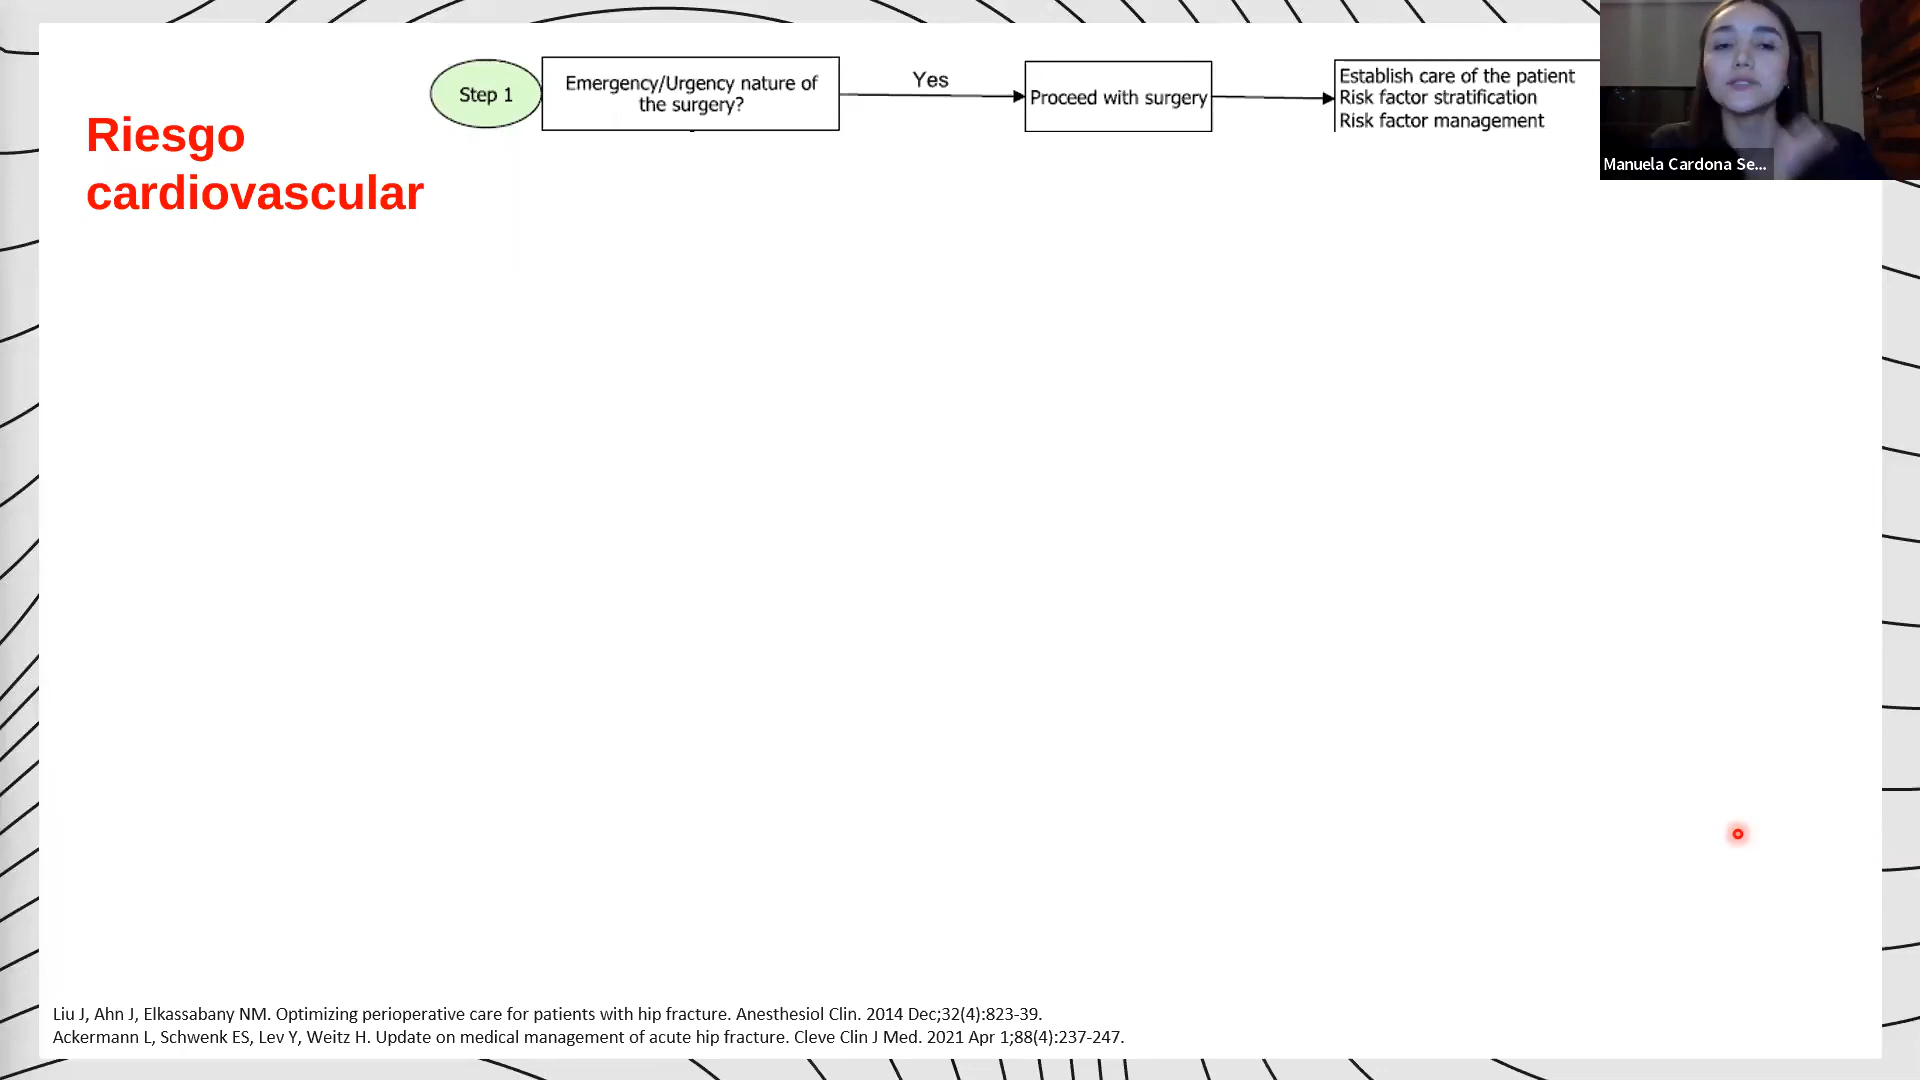 Riesgo
cardiovascular
Step 1
Emergency/Urgency nature of
the surgery?
Yes
Proceed with surgery
Establish care of the patient
Risk factor stratification
Risk factor management
Manuela Cardona Se...
Liu J, Ahn J, Elkassabany NM. Optimizing perioperative care for patients with hip fracture. Anesthesiol Clin. 2014 Dec;32(4):823-39.
Ackermann L, Schwenk ES, Lev Y, Weitz H. Update on medical management of acute hip fracture. Cleve Clin J Med. 2021 Apr 1;88(4):237-247.